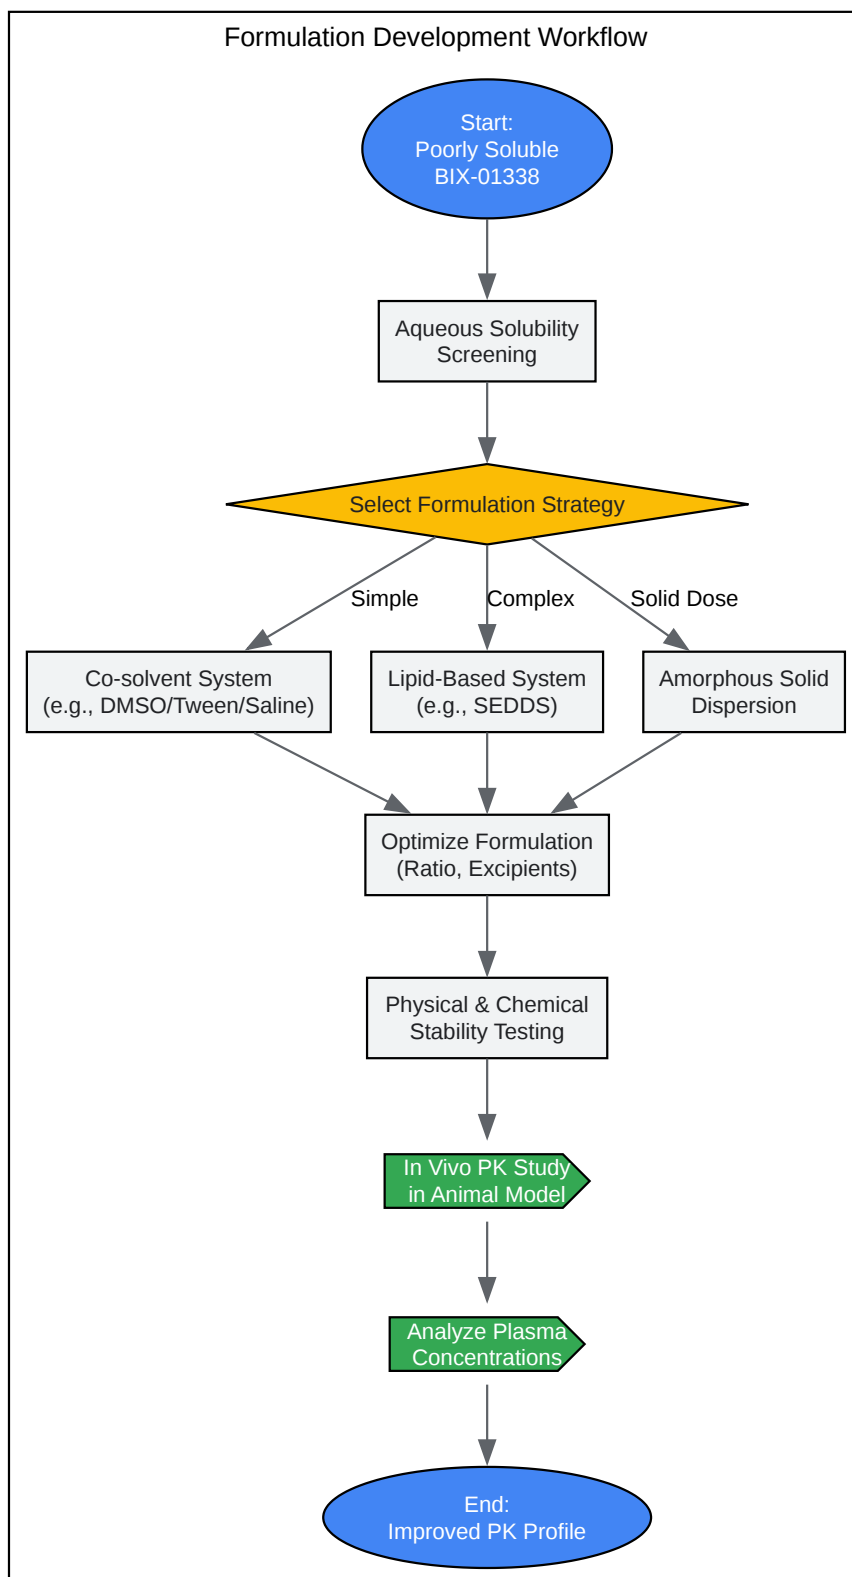 Formulation Development Workflow
Start:
Poorly Soluble
BIX-01338
Aqueous Solubility
Screening
Select Formulation Strategy
Simple
Complex
Solid Dose
Co-solvent System
(e.g., DMSO/Tween/Saline)
Lipid-Based System
(e.g., SEDDS)
Amorphous Solid
Dispersion
Optimize Formulation
(Ratio, Excipients)
Physical & Chemical
Stability Testing
In Vivo PK Study
in Animal Model
Analyze Plasma
Concentrations
End:
Improved PK Profile